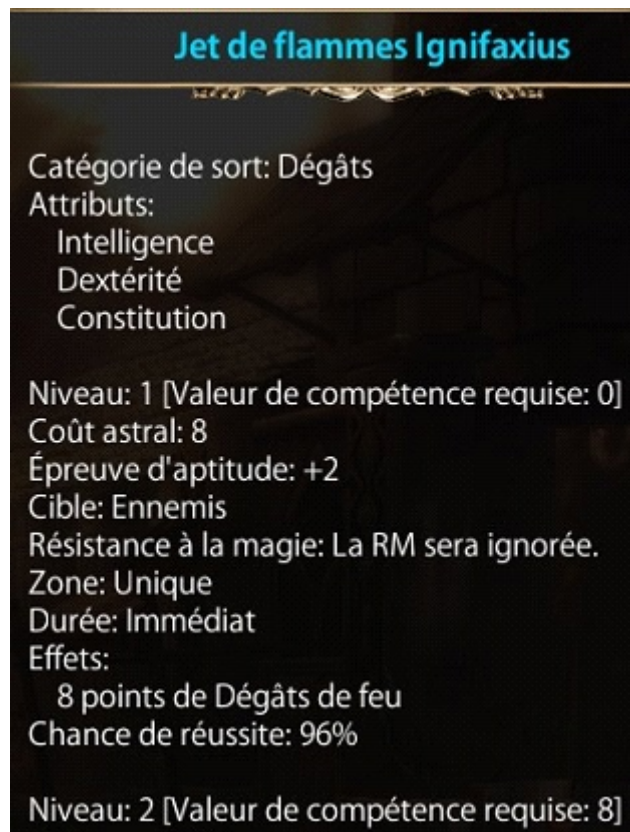 Jet de flammes Ignifaxius
Catégorie de sort: Dégâts
Attributs:
Intelligence
Dextérité
Constitution
Niveau: 1 [Valeur de compétence requise: 0]
Coût astral: 8
Épreuve d'aptitude: +2
Cible: Ennemis
Résistance à la magie: La RM sera ignorée.
Zone: Unique
Durée: Immédiat
Effets:
8 points de Dégâts de feu
Chance de réussite: 96%
Niveau: 2 [Valeur de compétence requise: 8]